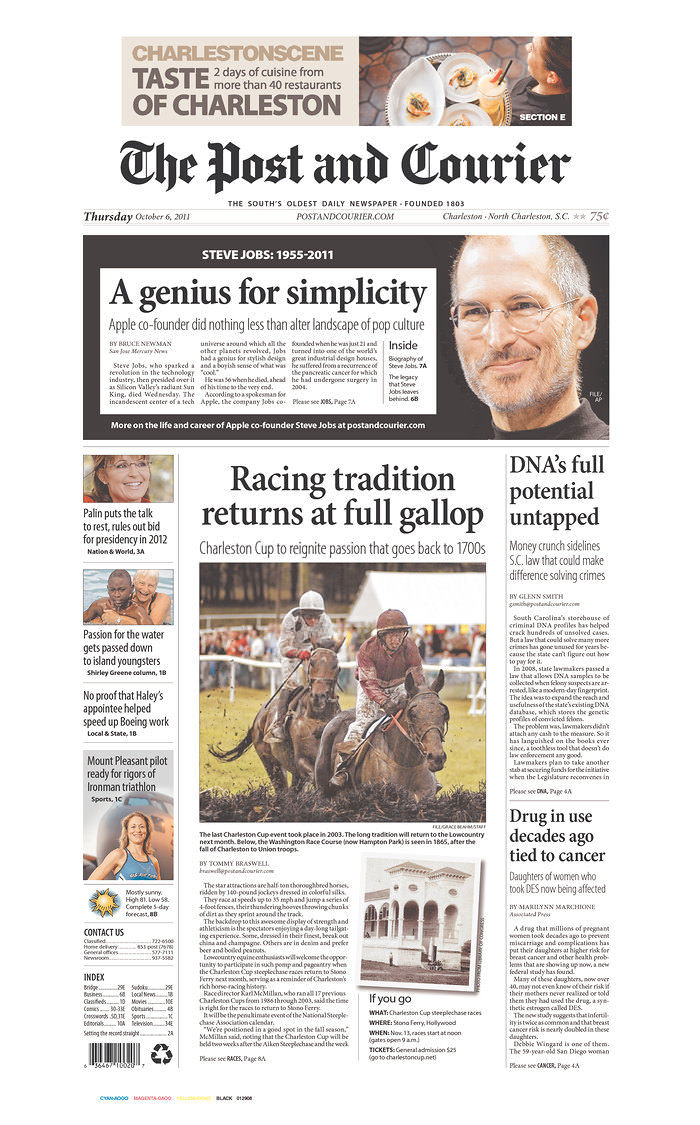 CHARLESTONSCENE
TASTE 2 days of cuisine from
more than 40 restaurants
OF CHARLESTON
SECTION E
The Post and Courier
THE SOUTH'S OLDEST DAILY NEWSPAPER · FOUNDED 1803
Thursday October 6, 2011
POSTANDCOURIER.COM
Charleston · North Charleston, S.C. ★★ 75¢
STEVE JOBS: 1955-2011
A genius for simplicity
Apple co-founder did nothing less than alter landscape of pop culture
BY BRUCE NEWMAN
San Jose Mercury News
Steve Jobs, who sparked a
revolution in the technology
industry, then presided over it
as Silicon Valley's radiant Sun
King, died Wednesday. The
incandescent center of a tech
universe around which all the
other planets revolved, Jobs
had a genius for stylish design
and a boyish sense of what was
"cool."
He was 56 when he died, ahead
of his time to the very end.
According to a spokesman for
Apple, the company Jobs co-
founded when he was just 21 and
turned into one of the world's
great industrial design houses,
he suffered from a recurrence of
the pancreatic cancer for which
he had undergone surgery in
2004.
Please see JOBS, Page 7A
Inside
Biography of
Steve Jobs. 7A
The legacy
that Steve
Jobs leaves
behind. 6B
FILE/
AP
More on the life and career of Apple co-founder Steve Jobs at postandcourier.com
Palin puts the talk
to rest, rules out bid
for presidency in 2012
Nation & World, 3A
Passion for the water
gets passed down
to island youngsters
Shirley Greene column, 1B
No proof that Haley's
appointee helped
speed up Boeing work
Local & State, 1B
Mount Pleasant pilot
ready for rigors of
Ironman triathlon
Sports, 1C
Mostly sunny.
High 81. Low 58.
Complete 5-day
forecast, 8B
CONTACT US
Classified 722-6500
Home delivery 853-post (7678)
General offices 577-7111
Newsroom 937-5582
INDEX
Bridge 29E
Business 6B
Classifieds 1D
Comics 30-33E
Crosswords 5D, 31E
Editorials 10A
Sudoku 29E
Local News 1B
Movies 10E
Obituaries 4B
Sports 1C
Television 34E
Setting the record straight 2A
6 36467 10020 7
Racing tradition
returns at full gallop
Charleston Cup to reignite passion that goes back to 1700s
FILE/GRACE BEAHM/STAFF
The last Charleston Cup event took place in 2003. The long tradition will return to the Lowcountry
next month. Below, the Washington Race Course (now Hampton Park) is seen in 1865, after the
fall of Charleston to Union troops.
BY TOMMY BRASWELL
braswell@postandcourier.com
The star attractions are half-ton thoroughbred horses,
ridden by 140-pound jockeys dressed in colorful silks.
They race at speeds up to 35 mph and jump a series of
4-foot fences, their thundering hooves throwing chunks
of dirt as they sprint around the track.
The backdrop to this awesome display of strength and
athleticism is the spectators enjoying a day-long tailgat-
ing experience. Some, dressed in their finest, break out
china and champagne. Others are in denim and prefer
beer and boiled peanuts.
Lowcountry equine enthusiasts will welcome the oppor-
tunity to participate in such pomp and pageantry when
the Charleston Cup steeplechase races return to Stono
Ferry next month, serving as a reminder of Charleston's
rich horse-racing history.
Race director Karl McMillan, who ran all 17 previous
Charleston Cups from 1986 through 2003, said the time
is right for the races to return to Stono Ferry.
It will be the penultimate event of the National Steeple-
chase Association calendar.
"We're positioned in a good spot in the fall season,"
McMillan said, noting that the Charleston Cup will be
held two weeks after the Aiken Steeplechase and the week
Please see RACES, Page 8A
If you go
WHAT: Charleston Cup steeplechase races
WHERE: Stono Ferry, Hollywood
WHEN: Nov. 13, races start at noon
(gates open 9 a.m.)
TICKETS: General admission $25
(go to charlestoncup.net)
DNA's full
potential
untapped
Money crunch sidelines
S.C. law that could make
difference solving crimes
BY GLENN SMITH
gsmith@postandcourier.com
South Carolina's storehouse of
criminal DNA profiles has helped
crack hundreds of unsolved cases.
But a law that could solve many more
crimes has gone unused for years be-
cause the state can't figure out how
to pay for it.
In 2008, state lawmakers passed a
law that allows DNA samples to be
collected when felony suspects are ar-
rested, like a modern-day fingerprint.
The idea was to expand the reach and
usefulness of the state's existing DNA
database, which stores the genetic
profiles of convicted felons.
The problem was, lawmakers didn't
attach any cash to the measure. So it
has languished on the books ever
since, a toothless tool that doesn't do
law enforcement any good.
Lawmakers plan to take another
stab at securing funds for the initiative
when the Legislature reconvenes in
Please see DNA, Page 4A
Drug in use
decades ago
tied to cancer
Daughters of women who
took DES now being affected
BY MARILYNN MARCHIONE
Associated Press
A drug that millions of pregnant
women took decades ago to prevent
miscarriage and complications has
put their daughters at higher risk for
breast cancer and other health prob-
lems that are showing up now, a new
federal study has found.
Many of these daughters, now over
40, may not even know of their risk if
their mothers never realized or told
them they had used the drug, a syn-
thetic estrogen called DES.
The new study suggests that infertil-
ity is twice as common and that breast
cancer risk is nearly doubled in these
daughters.
Debbie Wingard is one of them.
The 59-year-old San Diego woman
Please see CANCER, Page 4A
CYAN-AOOO MAGENTA-OAOO BLACK 012908